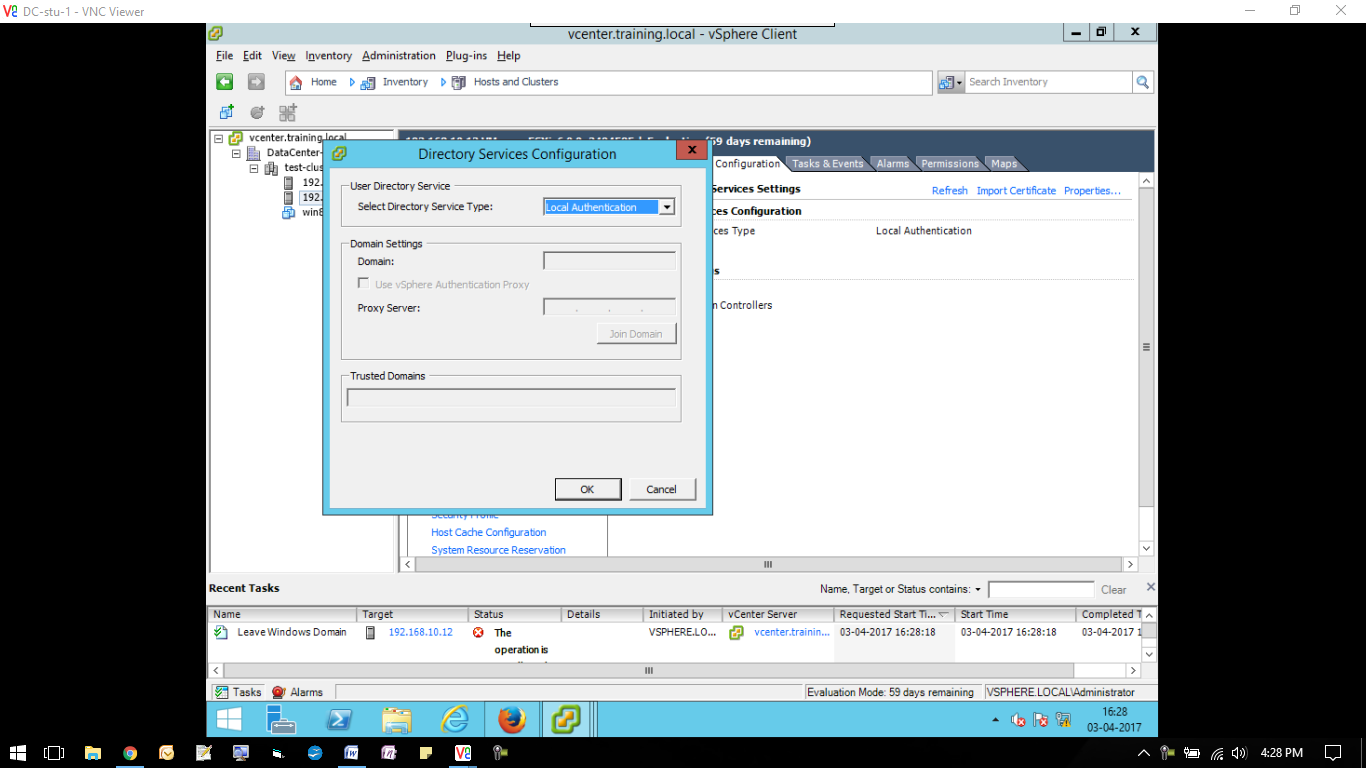 DC-stu-1 - VNC Viewer
vcenter.training.local - vSphere Client
File Edit View Inventory Administration Plug-ins Help
Home Inventory Hosts and Clusters
Search Inventory
vcenter.training.local
DataCenter-
test-clus
192.
192.
win8
59 days remaining)
Configuration Tasks & Events Alarms Permissions Maps
Services Settings Refresh Import Certificate Properties...
ces Configuration
ces Type Local Authentication
s
n Controllers
Directory Services Configuration
User Directory Service
Select Directory Service Type: Local Authentication
Domain Settings
Domain:
Use vSphere Authentication Proxy
Proxy Server: . . .
Join Domain
Trusted Domains
OK Cancel
Security Profile
Host Cache Configuration
System Resource Reservation
Recent Tasks Name, Target or Status contains: Clear
Name Target Status Details Initiated by vCenter Server Requested Start Ti... Start Time Completed T
Leave Windows Domain 192.168.10.12 The VSPHERE.LO... vcenter.trainin... 03-04-2017 16:28:18 03-04-2017 16:28:18 03-04-2017 1
operation is
Tasks Alarms Evaluation Mode: 59 days remaining VSPHERE.LOCAL\Administrator
16:28
03-04-2017
4:28 PM